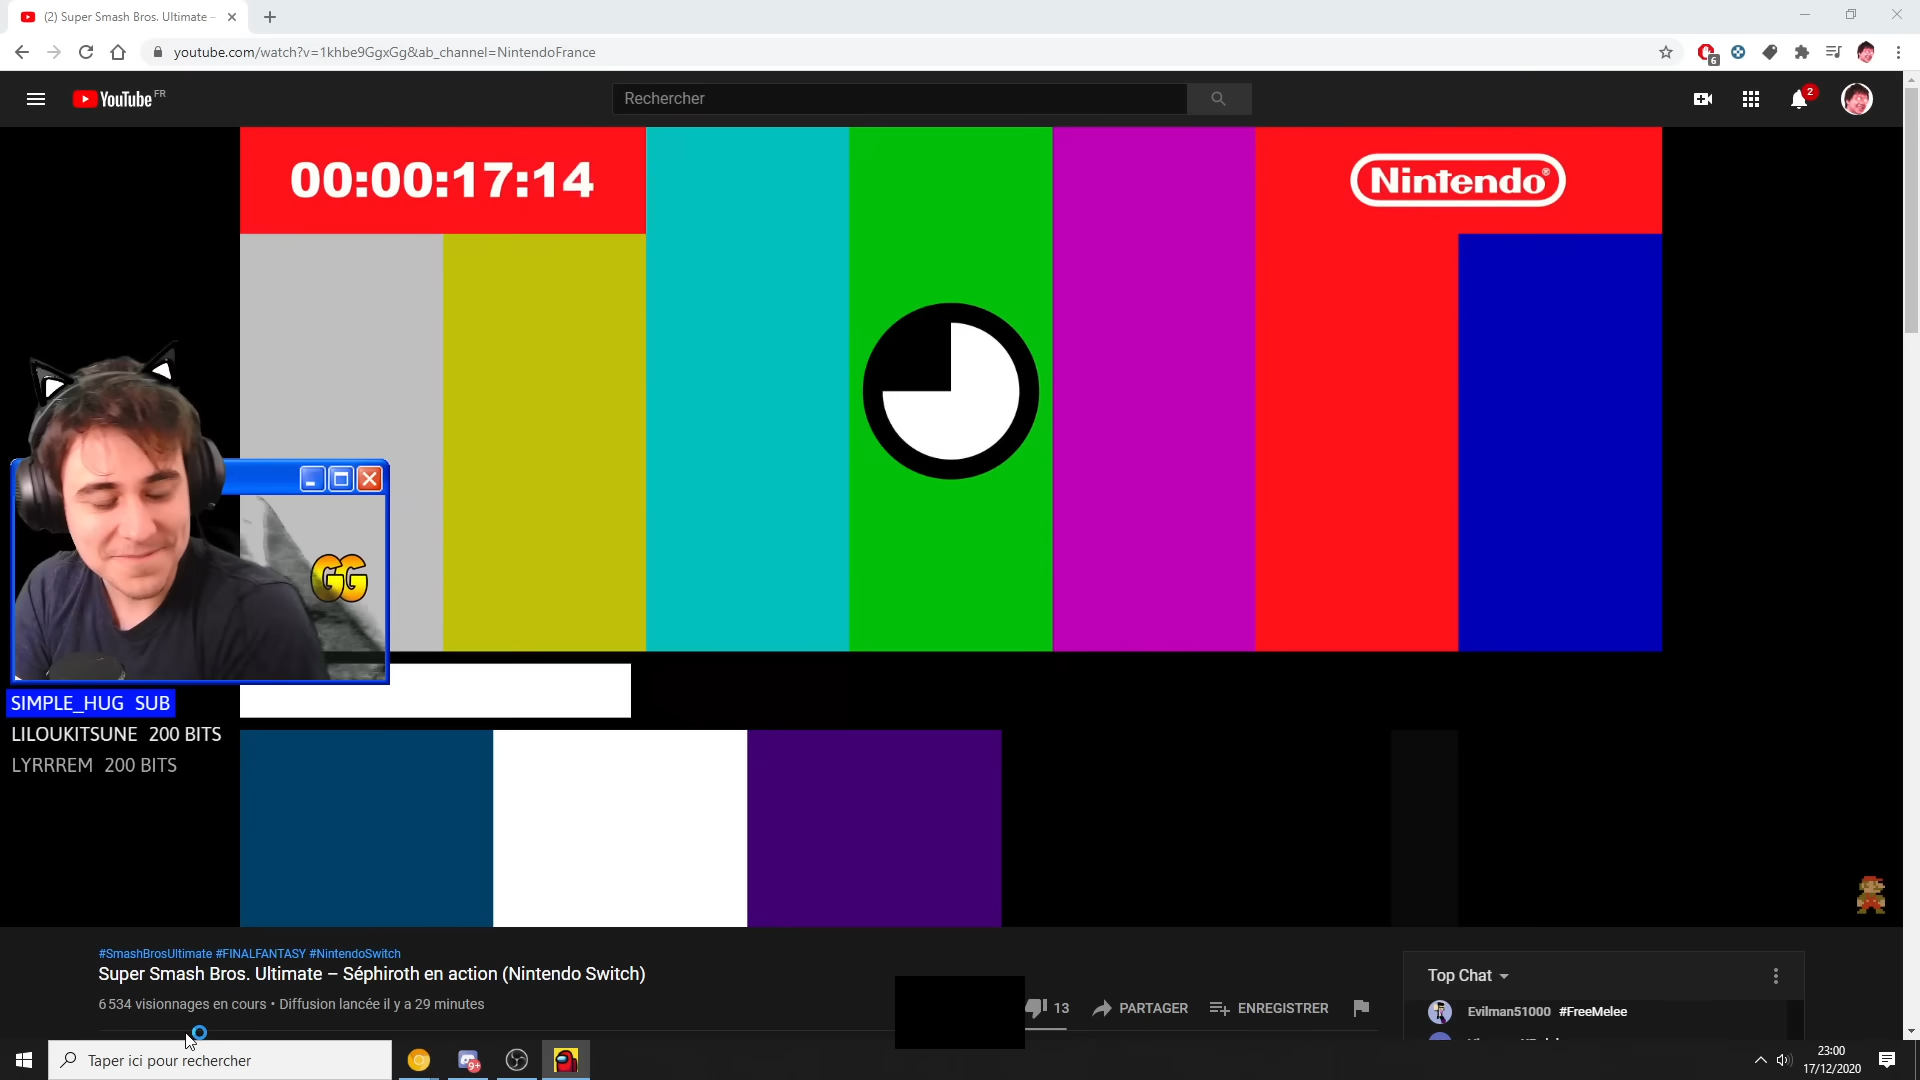 (2) Super Smash Bros. Ultimate –
youtube.com/watch?v=1khbe9GgxGg&ab_channel=NintendoFrance
6
YouTube FR
Rechercher
2
00:00:17:14
Nintendo®
GG
SIMPLE_HUG SUB
LILOUKITSUNE 200 BITS
LYRRREM 200 BITS
#SmashBrosUltimate #FINALFANTASY #NintendoSwitch
Super Smash Bros. Ultimate – Séphiroth en action (Nintendo Switch)
6 534 visionnages en cours • Diffusion lancée il y a 29 minutes
13
PARTAGER
ENREGISTRER
Top Chat
Evilman51000 #FreeMelee
Taper ici pour rechercher
9+
23:00
17/12/2020